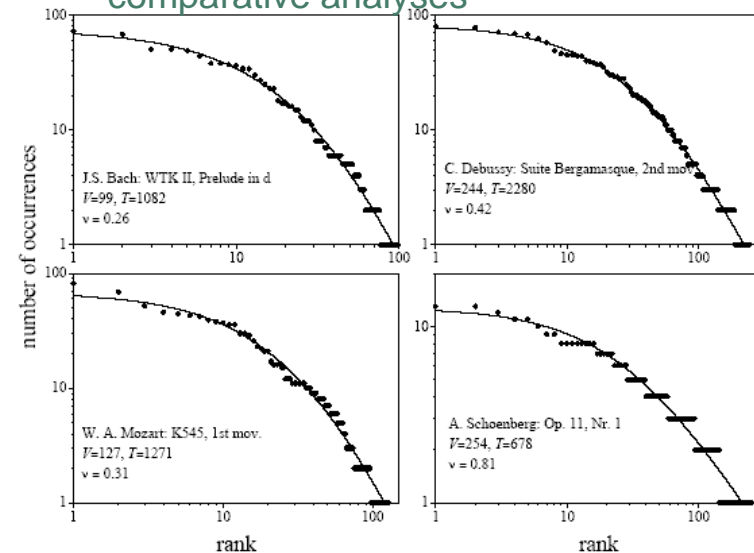 comparative analyses
100
10
1
1
10
100
J.S. Bach: WTK II, Prelude in d
V=99, T=1082
ν = 0.26
1
10
100
C. Debussy: Suite Bergamasque, 2nd mov.
V=244, T=2280
ν = 0.42
number of occurrences
100
10
1
1
10
100
W. A. Mozart: K545, 1st mov.
V=127, T=1271
ν = 0.31
rank
10
1
1
10
100
A. Schoenberg: Op. 11, Nr. 1
V=254, T=678
ν = 0.81
rank